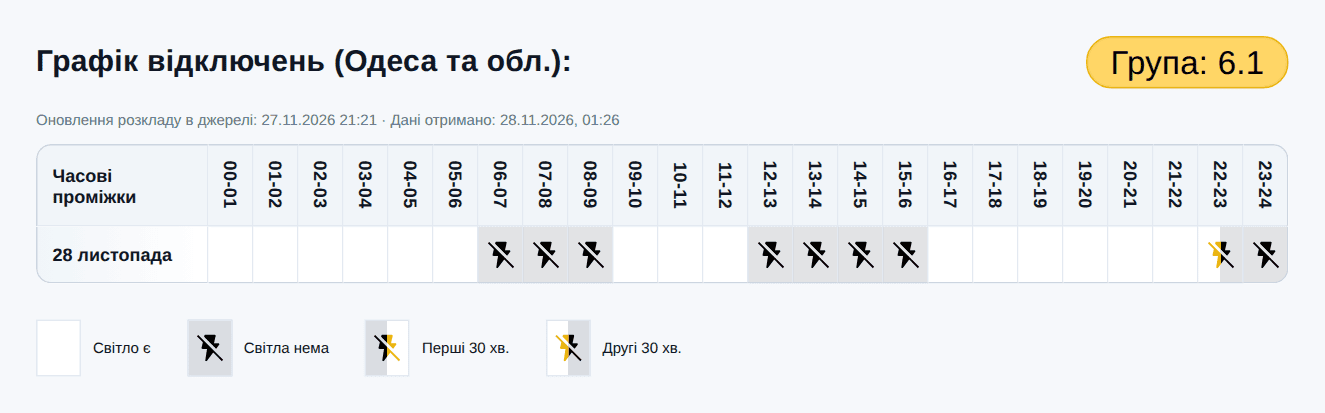 Графік відключень (Одеса та обл.):
Група: 6.1
Оновлення розкладу в джерелі: 27.11.2026 21:21 · Дані отримано: 28.11.2026, 01:26
Часові
проміжки
00-01
01-02
02-03
03-04
04-05
05-06
06-07
07-08
08-09
09-10
10-11
11-12
12-13
13-14
14-15
15-16
16-17
17-18
18-19
19-20
20-21
21-22
22-23
23-24
28 листопада
Світло є
Світла нема
Перші 30 хв.
Другі 30 хв.